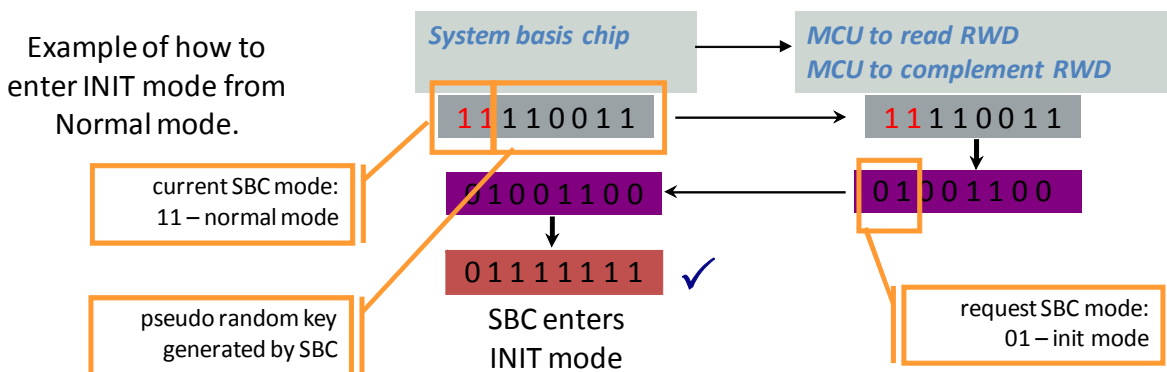 Example of how to
enter INIT mode from
Normal mode.
System basis chip
MCU to read RWD
MCU to complement RWD
1 1 1 1 0 0 1 1
1 1 1 1 0 0 1 1
current SBC mode:
11 – normal mode
0 1 0 0 1 1 0 0
0 1 0 0 1 1 0 0
0 1 1 1 1 1 1 1 ✓
pseudo random key
generated by SBC
SBC enters
INIT mode
request SBC mode:
01 – init mode